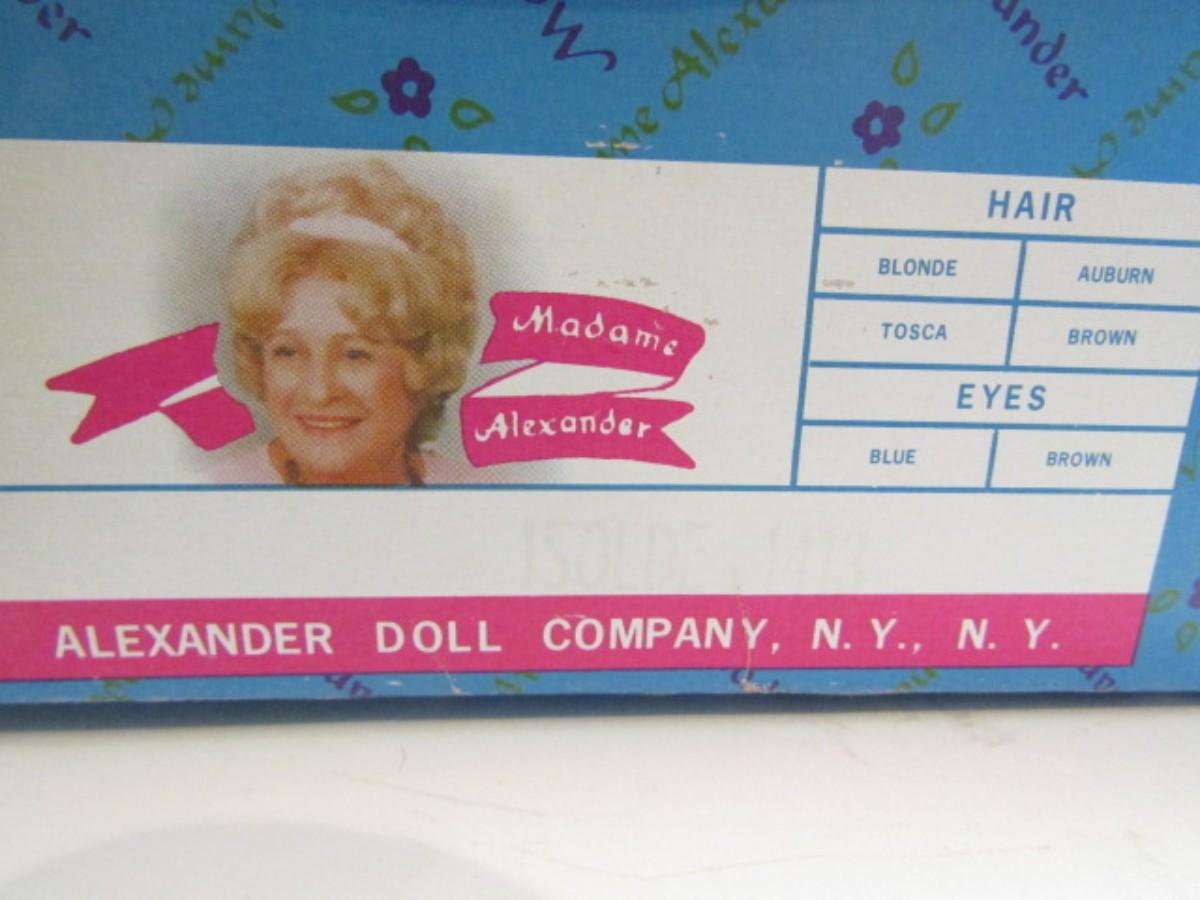 Madame
Alexander
HAIR
BLONDE AUBURN
TOSCA BROWN
EYES
BLUE BROWN
ISOLDE, 1413
ALEXANDER DOLL COMPANY, N. Y., N. Y.